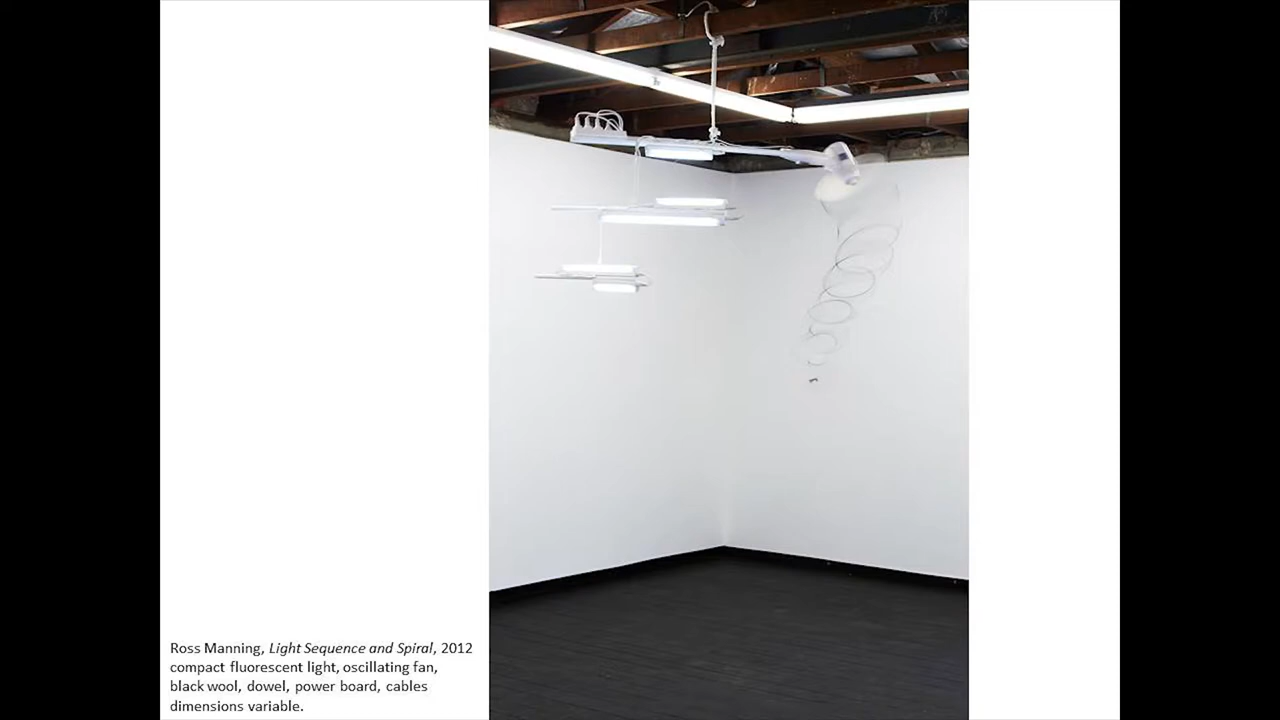 Ross Manning, Light Sequence and Spiral, 2012
compact fluorescent light, oscillating fan,
black wool, dowel, power board, cables
dimensions variable.